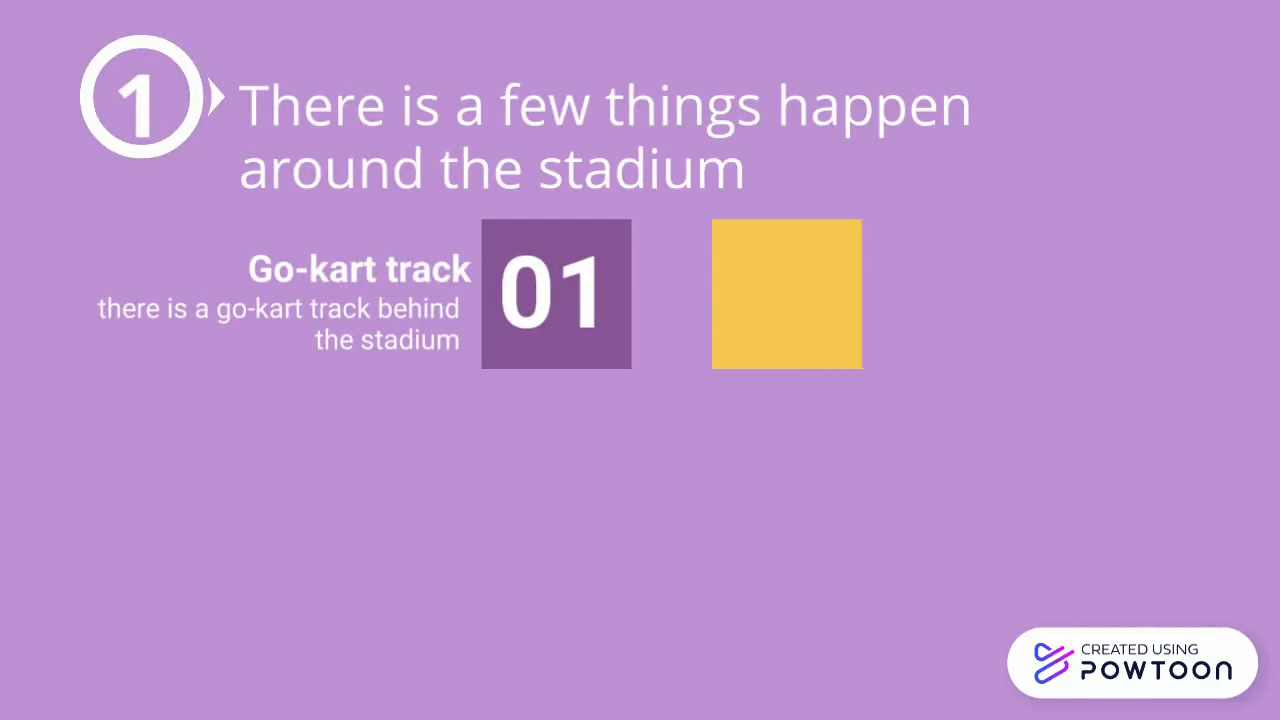 1
There is a few things happen
around the stadium
Go-kart track
there is a go-kart track behind
the stadium
01
CREATED USING
POWTOON